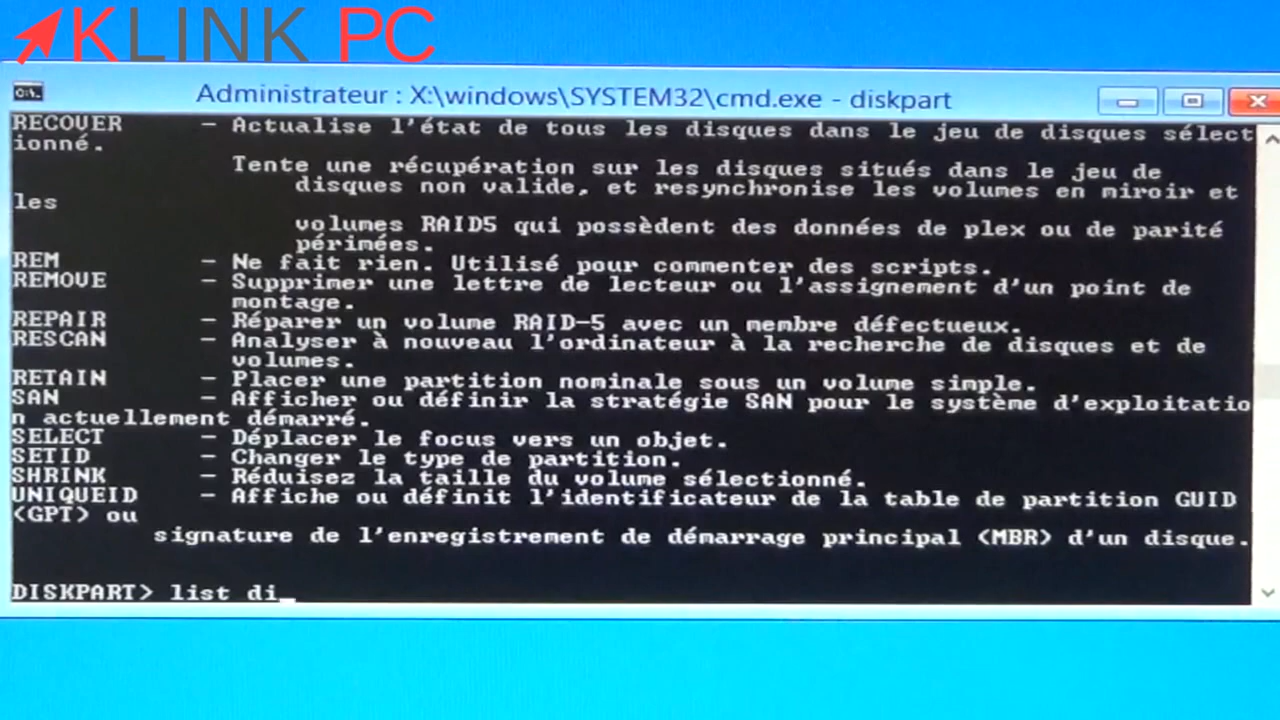 KLINK PC
Administrateur : X:\windows\SYSTEM32\cmd.exe - diskpart
RECOVER - Actualise l'état de tous les disques dans le jeu de disques sélect
ionné.
Tente une récupération sur les disques situés dans le jeu de
disques non valide, et resynchronise les volumes en miroir et
les
volumes RAID5 qui possèdent des données de plex ou de parité
périmées.
REM - Ne fait rien. Utilisé pour commenter des scripts.
REMOVE - Supprimer une lettre de lecteur ou l'assignement d'un point de
montage.
REPAIR - Réparer un volume RAID-5 avec un membre défectueux.
RESCAN - Analyser à nouveau l'ordinateur à la recherche de disques et de
volumes.
RETAIN - Placer une partition nominale sous un volume simple.
SAN - Afficher ou définir la stratégie SAN pour le système d'exploitatio
n actuellement démarré.
SELECT - Déplacer le focus vers un objet.
SETID - Changer le type de partition.
SHRINK - Réduisez la taille du volume sélectionné.
UNIQUEID - Affiche ou définit l'identificateur de la table de partition GUID
(GPT) ou
signature de l'enregistrement de démarrage principal (MBR) d'un disque.
DISKPART> list di_